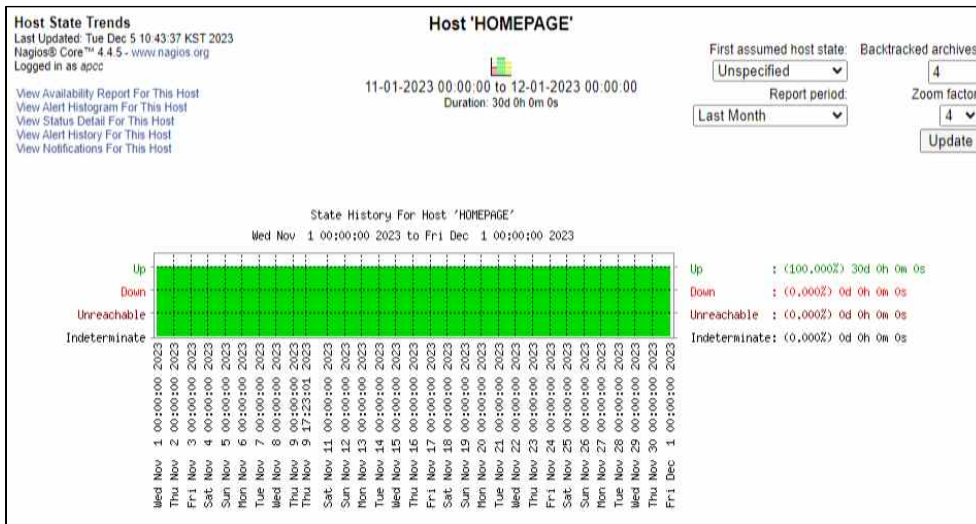 Host State Trends
Last Updated: Tue Dec 5 10:43:37 KST 2023
Nagios® Core™ 4.4.5 - www.nagios.org
Logged in as apcc
View Availability Report For This Host
View Alert Histogram For This Host
View Status Detail For This Host
View Alert History For This Host
View Notifications For This Host
Host 'HOMEPAGE'
11-01-2023 00:00:00 to 12-01-2023 00:00:00
Duration: 30d 0h 0m 0s
First assumed host state:
Unspecified
Backtracked archives
4
Report period:
Last Month
Zoom factor
4
Update
State History For Host 'HOMEPAGE'
Wed Nov 1 00:00:00 2023 to Fri Dec 1 00:00:00 2023
Up
Down
Unreachable
Indeterminate
Up : (100.000%) 30d 0h 0m 0s
Down : (0.000%) 0d 0h 0m 0s
Unreachable : (0.000%) 0d 0h 0m 0s
Indeterminate: (0.000%) 0d 0h 0m 0s
Wed Nov 1 00:00:00 2023
Thu Nov 2 00:00:00 2023
Fri Nov 3 00:00:00 2023
Sat Nov 4 00:00:00 2023
Sun Nov 5 00:00:00 2023
Mon Nov 6 00:00:00 2023
Tue Nov 7 00:00:00 2023
Wed Nov 8 00:00:00 2023
Thu Nov 9 00:00:00 2023
Thu Nov 9 17:23:01 2023
Sat Nov 11 00:00:00 2023
Sun Nov 12 00:00:00 2023
Mon Nov 13 00:00:00 2023
Tue Nov 14 00:00:00 2023
Wed Nov 15 00:00:00 2023
Thu Nov 16 00:00:00 2023
Fri Nov 17 00:00:00 2023
Sat Nov 18 00:00:00 2023
Sun Nov 19 00:00:00 2023
Mon Nov 20 00:00:00 2023
Tue Nov 21 00:00:00 2023
Wed Nov 22 00:00:00 2023
Thu Nov 23 00:00:00 2023
Fri Nov 24 00:00:00 2023
Sat Nov 25 00:00:00 2023
Sun Nov 26 00:00:00 2023
Mon Nov 27 00:00:00 2023
Tue Nov 28 00:00:00 2023
Wed Nov 29 00:00:00 2023
Thu Nov 30 00:00:00 2023
Fri Dec 1 00:00:00 2023